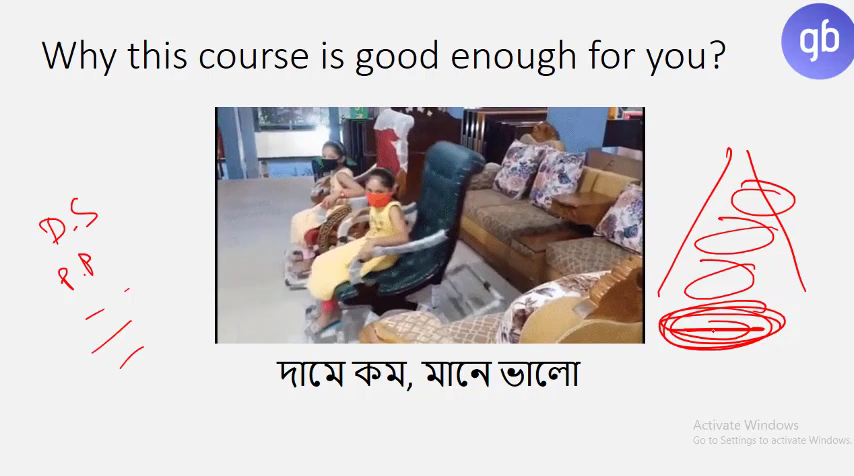 Why this course is good enough for you?
gb
D.S
P.P
দামে কম, মানে ভালো
Activate Windows
Go to Settings to activate Windows.